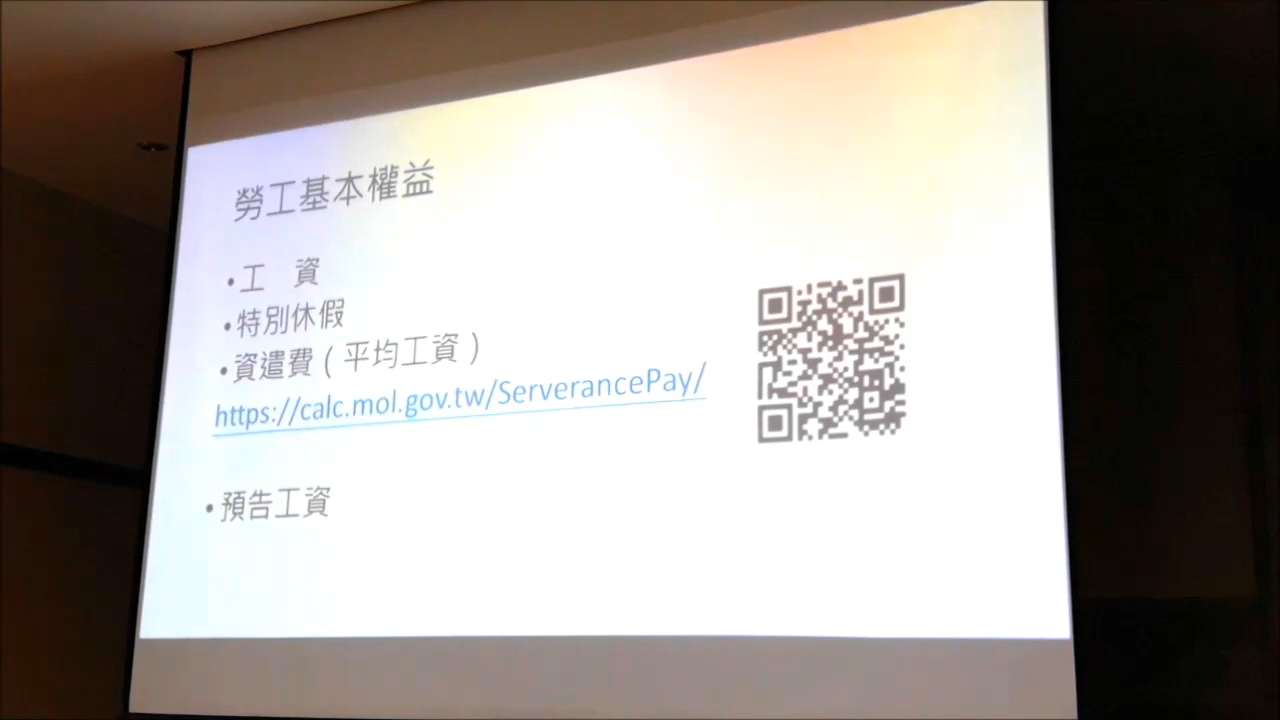 勞工基本權益
•工　資
•特別休假
•資遣費（平均工資）
https://calc.mol.gov.tw/ServerancePay/
•預告工資